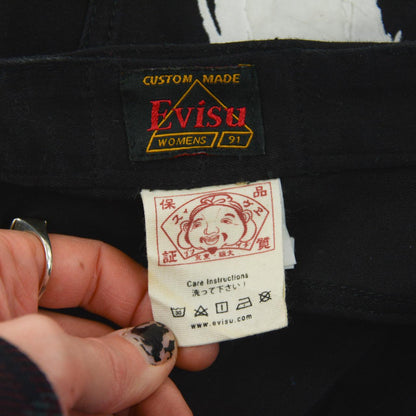 CUSTOM MADE
Evisu
WOMENS 91
保 品
証 質
Care Instructions
洗って下さい!
www.evisu.com